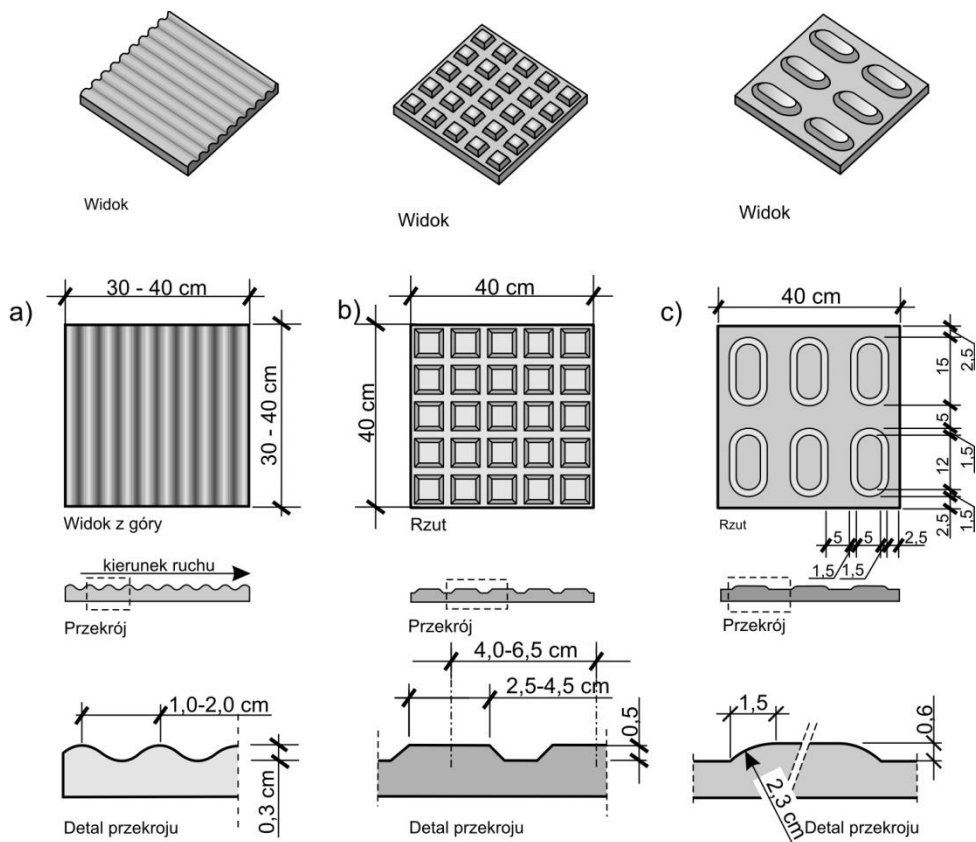 Widok
Widok
Widok
a)
30 - 40 cm
30 - 40 cm
Widok z góry
kierunek ruchu
Przekrój
1,0-2,0 cm
0,3 cm
Detal przekroju
b)
40 cm
40 cm
Rzut
Przekrój
4,0-6,5 cm
2,5-4,5 cm
0,5
Detal przekroju
c)
40 cm
2,5
15
5
1,5
12
1,5
2,5
Rzut
5
5
2,5
1,5
1,5
Przekrój
1,5
0,6
2,3 cm
Detal przekroju